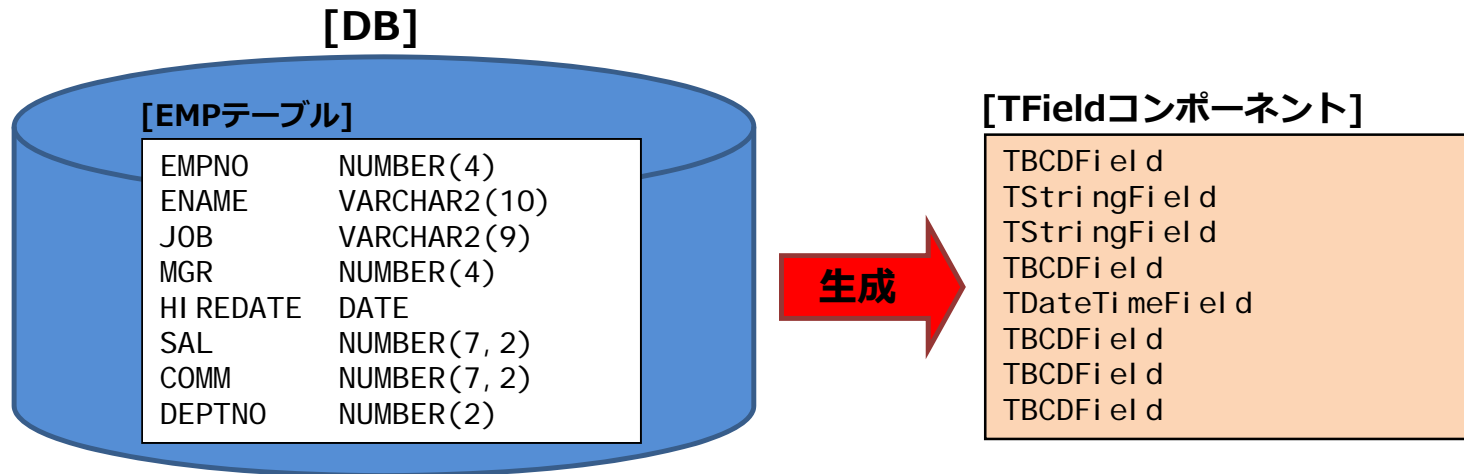 [DB]
[EMPテーブル]
EMPNO NUMBER(4)
ENAME VARCHAR2(10)
JOB VARCHAR2(9)
MGR NUMBER(4)
HIREDATE DATE
SAL NUMBER(7,2)
COMM NUMBER(7,2)
DEPTNO NUMBER(2)
生成
[TFieldコンポーネント]
TBCDField
TStringField
TStringField
TBCDField
TDateTimeField
TBCDField
TBCDField
TBCDField